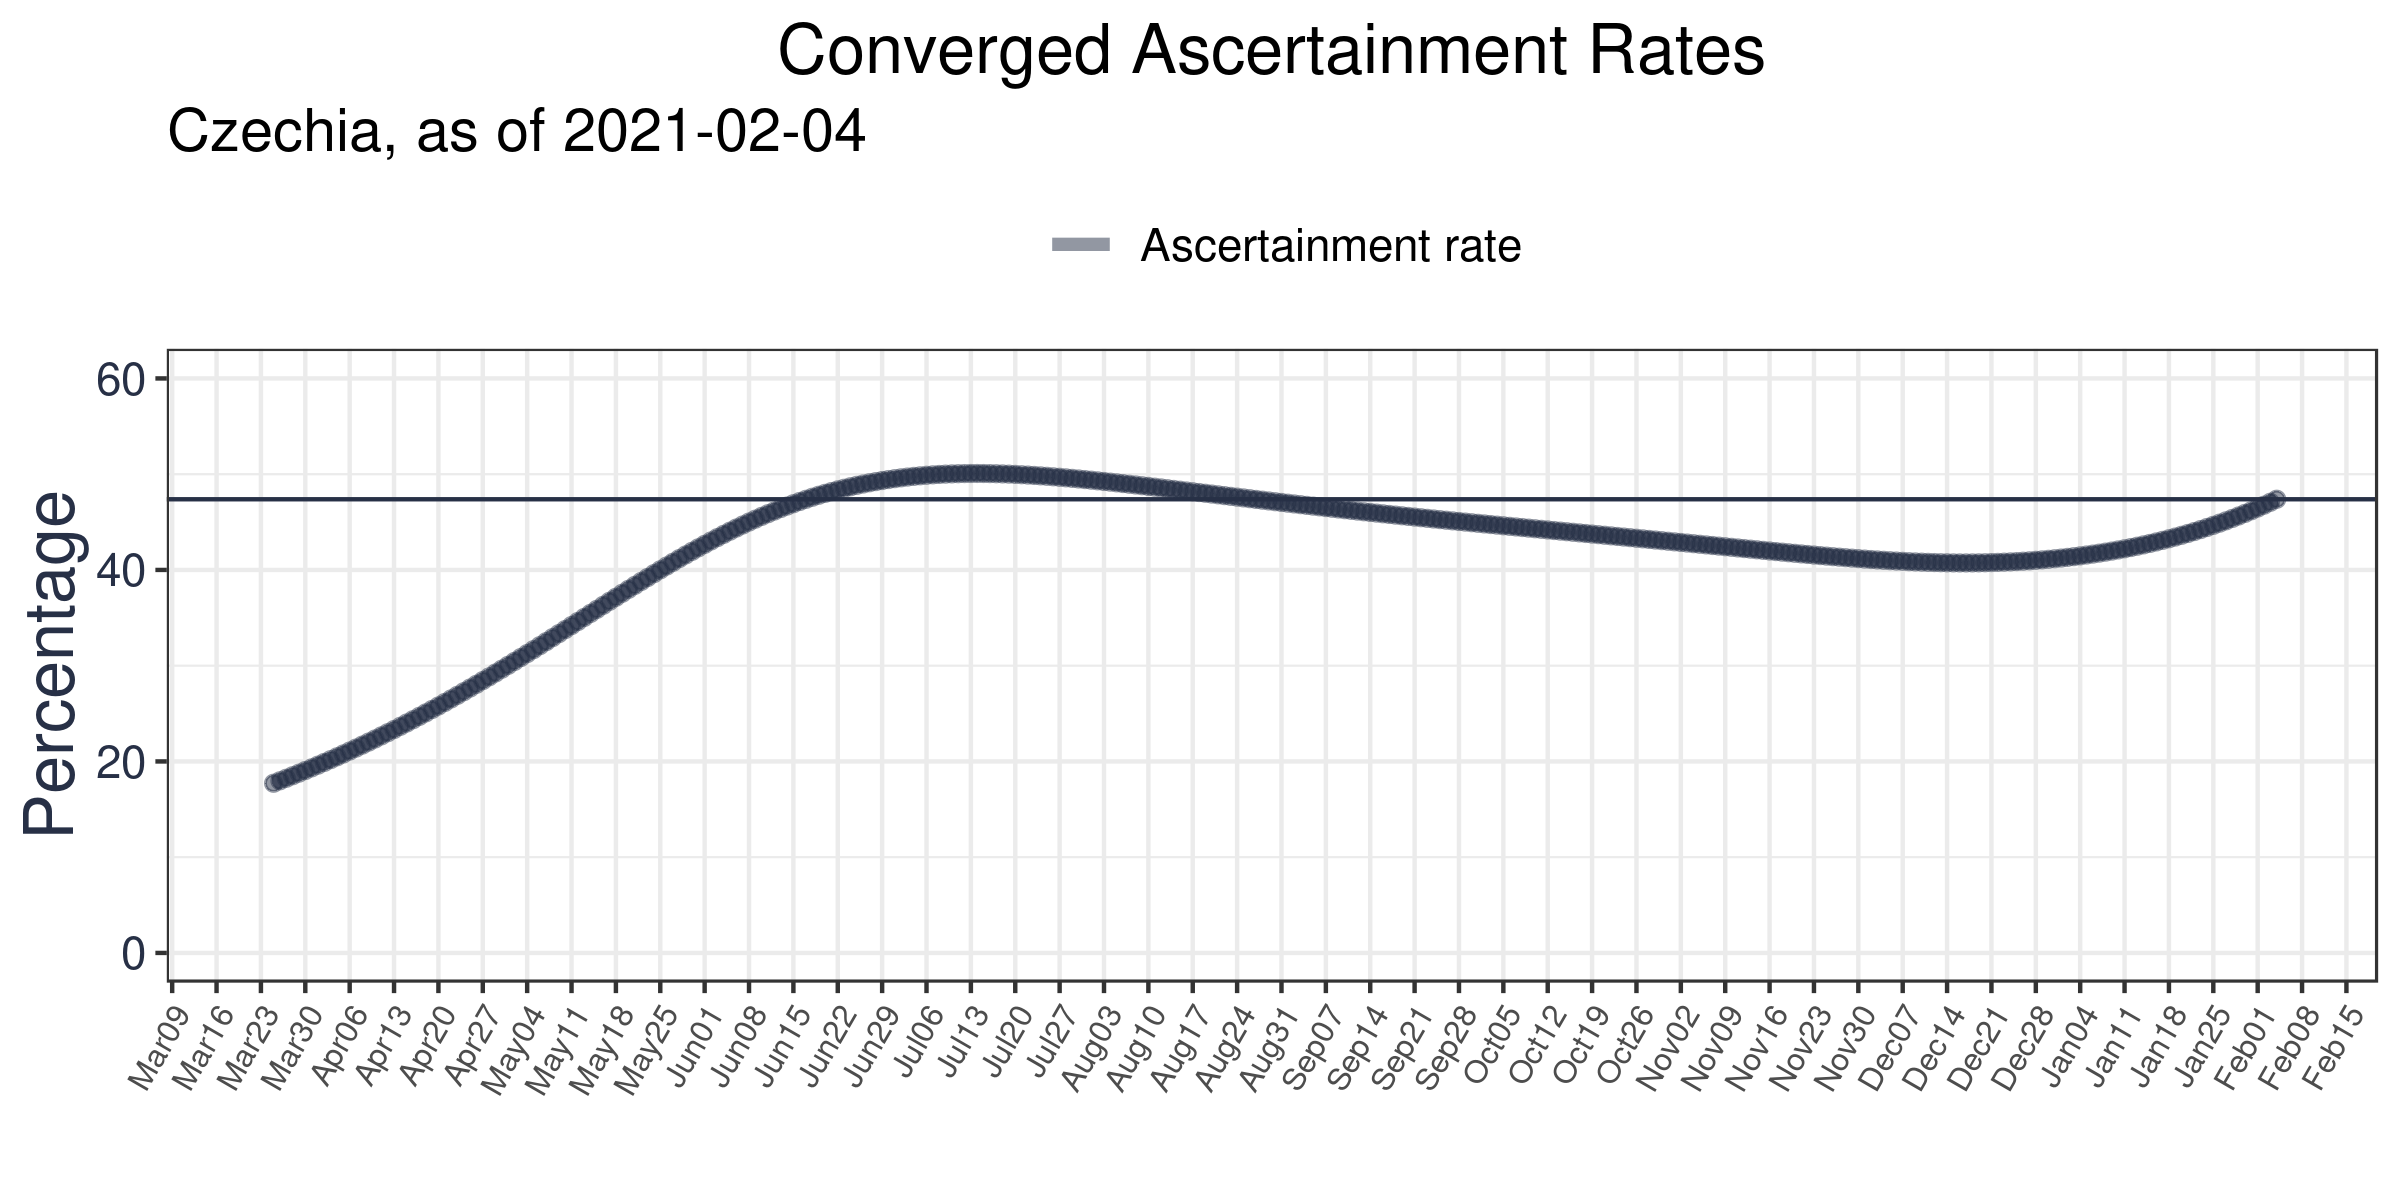 Converged Ascertainment Rates
Czechia, as of 2021-02-04
Ascertainment rate
Percentage
60
40
20
0
Mar09 Mar16 Mar23 Mar30 Apr06 Apr13 Apr20 Apr27 May04 May11 May18 May25 Jun01 Jun08 Jun15 Jun22 Jun29 Jul06 Jul13 Jul20 Jul27 Aug03 Aug10 Aug17 Aug24 Aug31 Sep07 Sep14 Sep21 Sep28 Oct05 Oct12 Oct19 Oct26 Nov02 Nov09 Nov16 Nov23 Nov30 Dec07 Dec14 Dec21 Dec28 Jan04 Jan11 Jan18 Jan25 Feb01 Feb08 Feb15